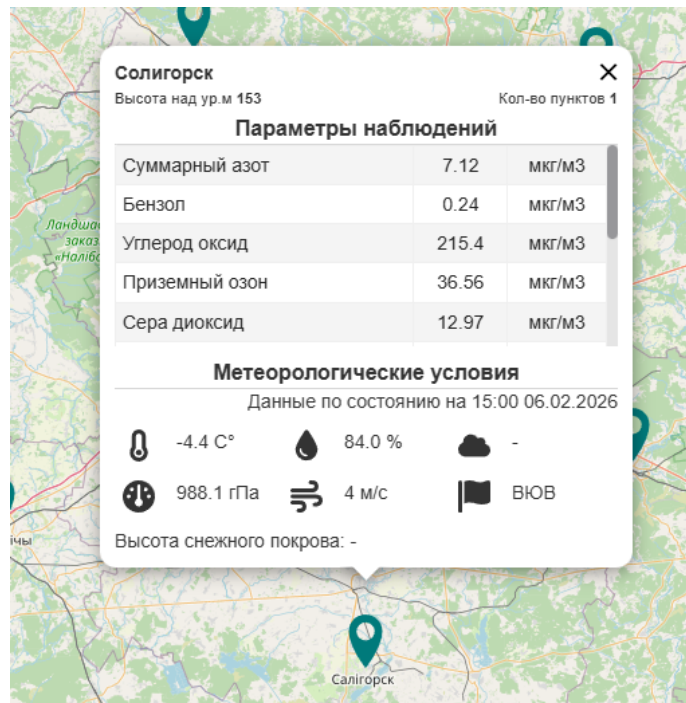 Солигорск
Высота над ур.м 153 Кол-во пунктов 1
Параметры наблюдений
Суммарный азот 7.12 мкг/м3
Бензол 0.24 мкг/м3
Углерод оксид 215.4 мкг/м3
Приземный озон 36.56 мкг/м3
Сера диоксид 12.97 мкг/м3
Метеорологические условия
Данные по состоянию на 15:00 06.02.2026
-4.4 C° 84.0 % -
988.1 гПа 4 м/с ВЮВ
Высота снежного покрова: -
Салігорск